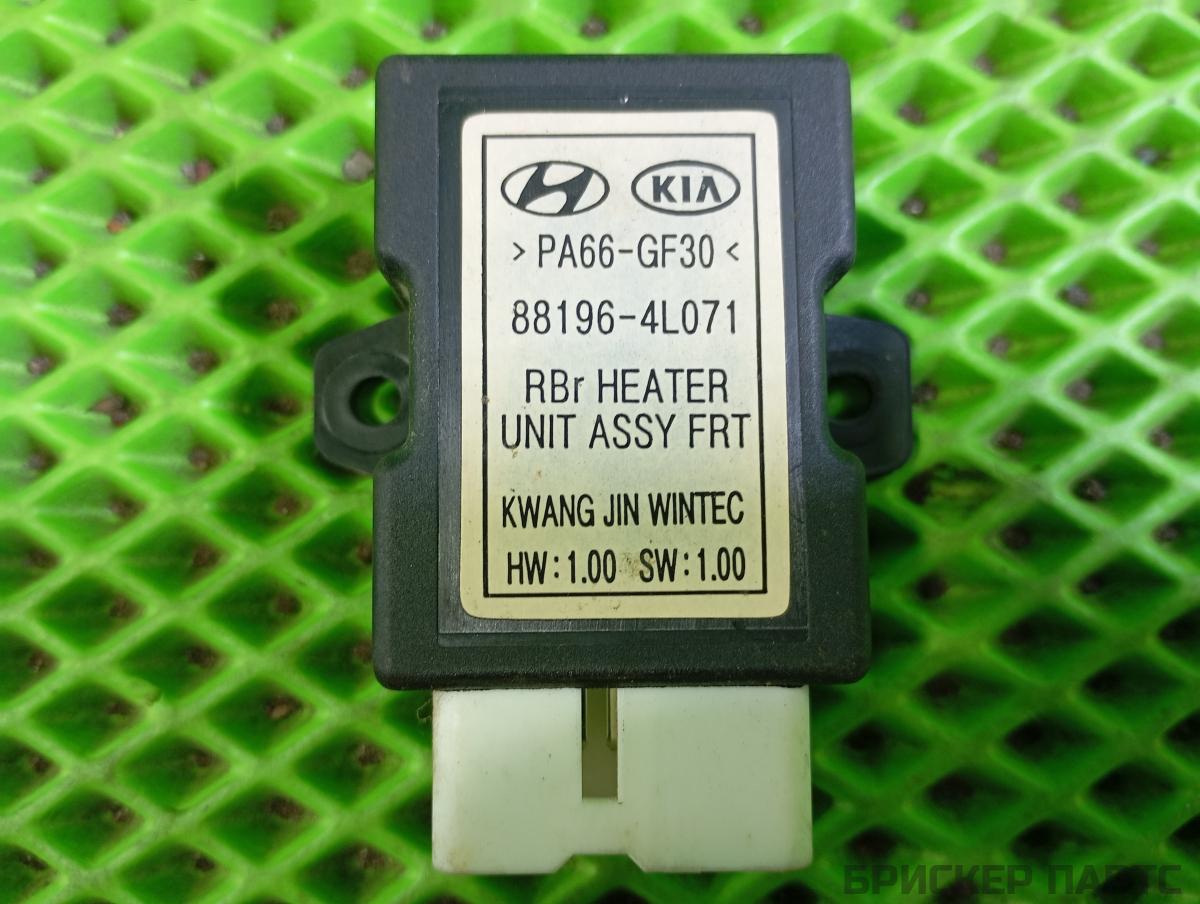 KIA
>PA66-GF30<
88196-4L071
RBr HEATER
UNIT ASSY FRT
KWANG JIN WINTEC
HW:1.00 SW:1.00
БРИСКЕР ПАРТС